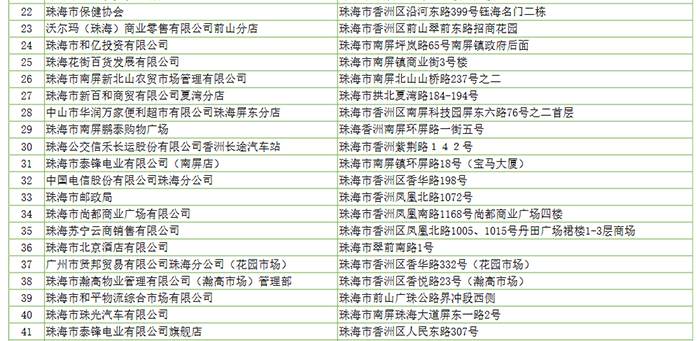 22 珠海市保健协会 珠海市香洲区沿河东路399号钰海名门二栋
23 沃尔玛（珠海）商业零售有限公司前山分店 珠海市香洲区前山翠前东路招商花园
24 珠海市和亿投资有限公司 珠海市南屏坪岚路65号南屏镇政府后面
25 珠海花街百货发展有限公司 珠海市南屏镇商业街3号楼
26 珠海市南屏新北山农贸市场管理有限公司 珠海市南屏北山山桥路237号之二
27 珠海市新百和商贸有限公司夏湾分店 珠海市拱北夏湾路184-194号
28 中山市华润万家便利超市有限公司珠海屏东分店 珠海市香洲区南屏科技园屏东六路76号之二首层
29 珠海市南屏鹏泰购物广场 珠海香洲南屏环屏路一街五号
30 珠海公交信禾长运股份有限公司香洲长途汽车站 珠海市香洲紫荆路１４２号
31 珠海市泰锋电业有限公司（南屏店） 珠海市南屏镇环屏路18号（宝马大厦）
32 中国电信股份有限公司珠海分公司 珠海市香洲区香华路198号
33 珠海市邮政局 珠海市香洲区凤凰北路1072号
34 珠海市尚都商业广场有限公司 珠海市香洲凤凰南路1168号尚都商业广场四楼
35 珠海苏宁云商销售有限公司 珠海市香洲区凤凰北路1005、1015号丹田广场裙楼1-3层商场
36 珠海市北京酒店有限公司 珠海市翠前南路1号
37 广州市贤邦贸易有限公司珠海分公司（花园市场） 珠海市香洲区香华路332号（花园市场）
38 珠海市瀚高物业管理有限公司（瀚高市场）管理部 珠海市香洲区香悦路23号（瀚高市场）
39 珠海市和平物流综合市场有限公司 珠海市前山广珠公路界冲段西侧
40 珠海市珠光汽车有限公司 珠海市南屏珠海大道屏东一路2号
41 珠海市泰锋电业有限公司旗舰店 珠海市香洲区人民东路307号